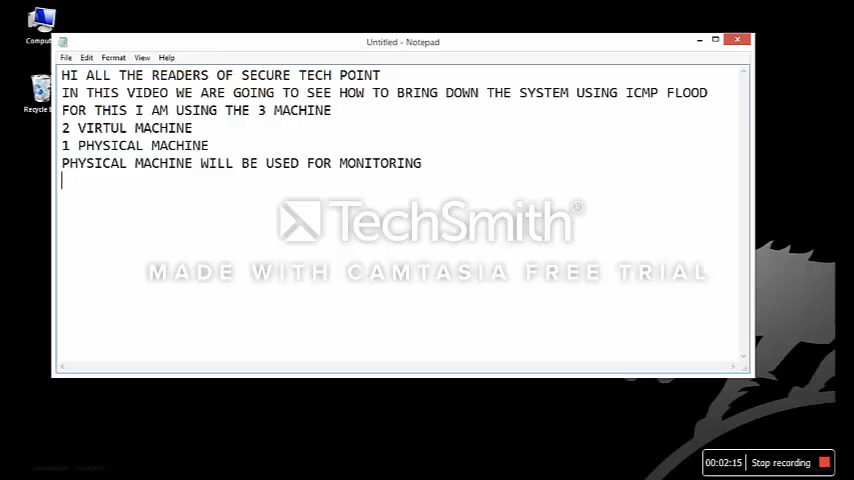 Comput
Recycle B
Untitled - Notepad
File Edit Format View Help
HI ALL THE READERS OF SECURE TECH POINT
IN THIS VIDEO WE ARE GOING TO SEE HOW TO BRING DOWN THE SYSTEM USING ICMP FLOOD
FOR THIS I AM USING THE 3 MACHINE
2 VIRTUL MACHINE
1 PHYSICAL MACHINE
PHYSICAL MACHINE WILL BE USED FOR MONITORING
TechSmith®
MADE WITH CAMTASIA FREE TRIAL
00:02:15 Stop recording